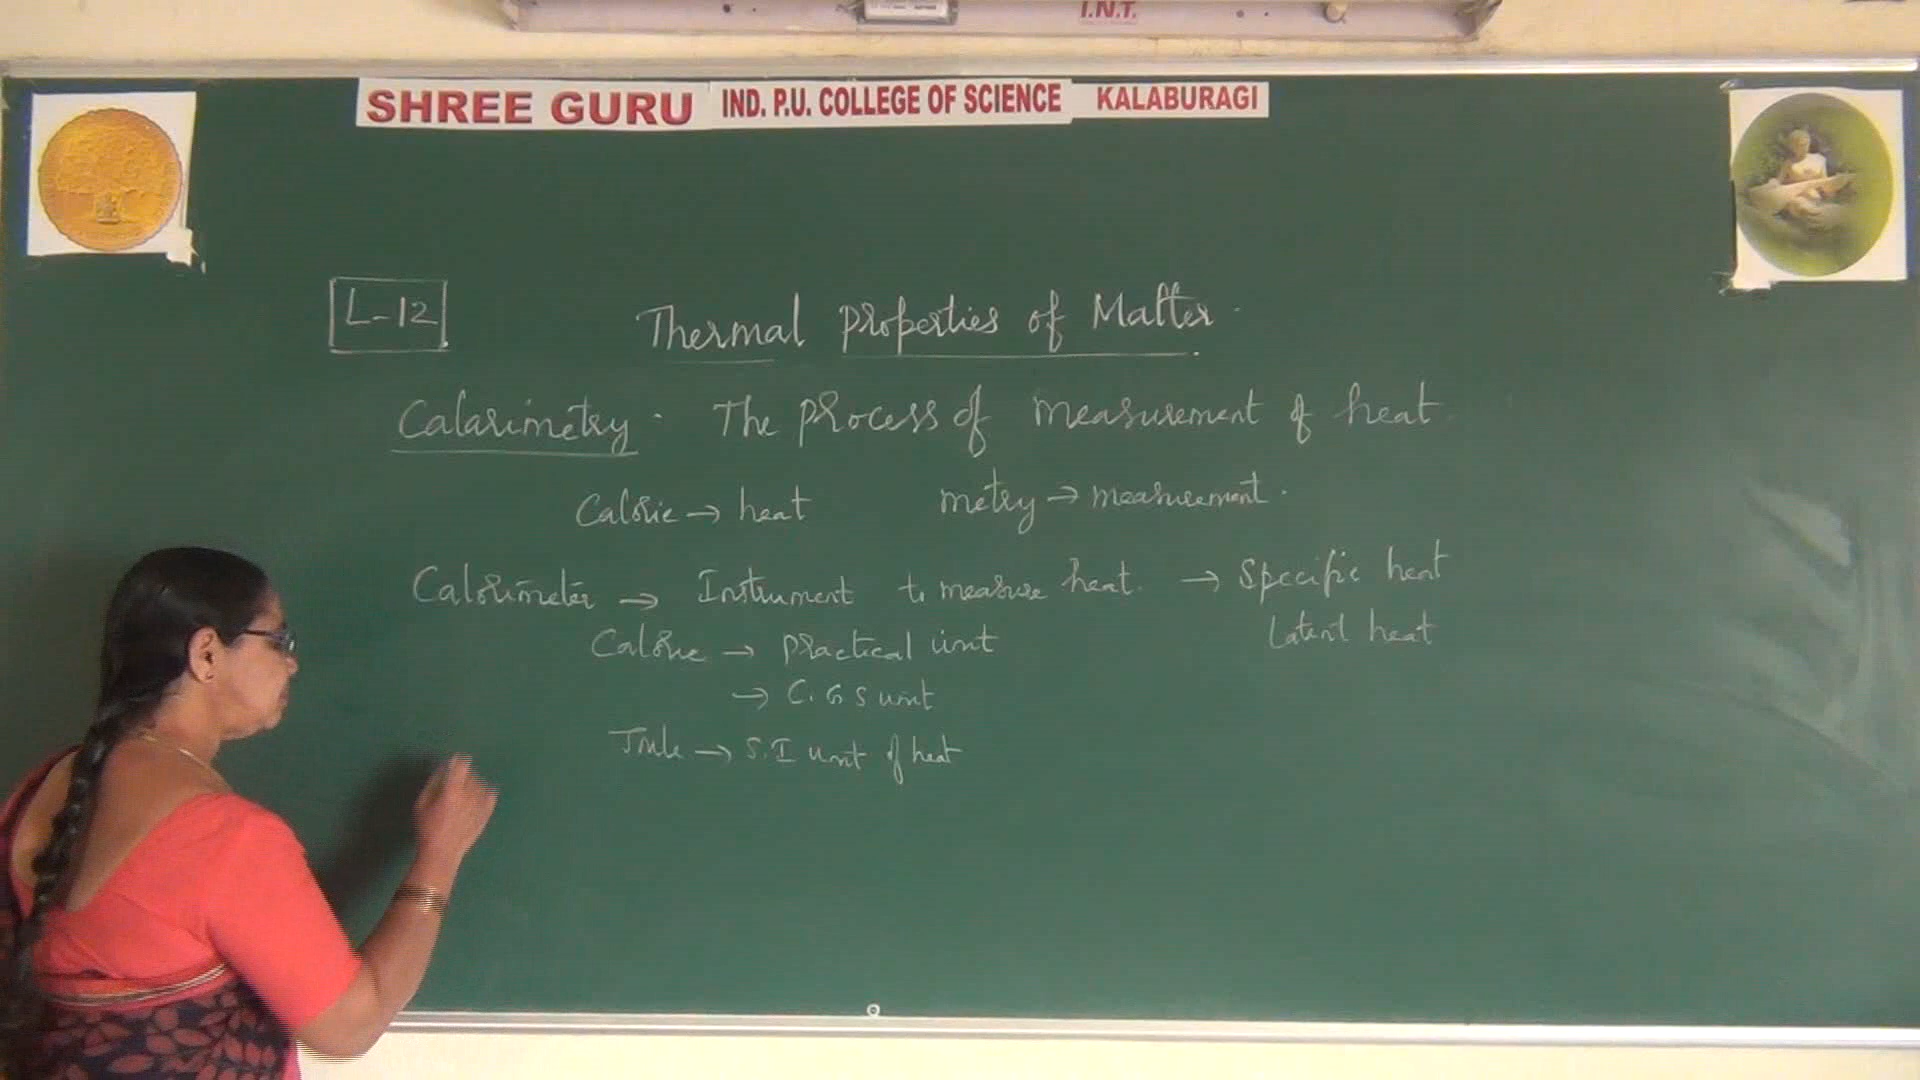 I.N.T.
SHREE GURU IND. P.U. COLLEGE OF SCIENCE KALABURAGI
L-12
Thermal Properties of Matter.
Calarimetry. The Process of measurement of heat.
Calorie → heat metry → measurement.
Calorimeter → Instrument to measure heat. → Specific heat
Latent heat
Calorie → Practical unit
→ C.G S unit
Joule → S.I unit of heat